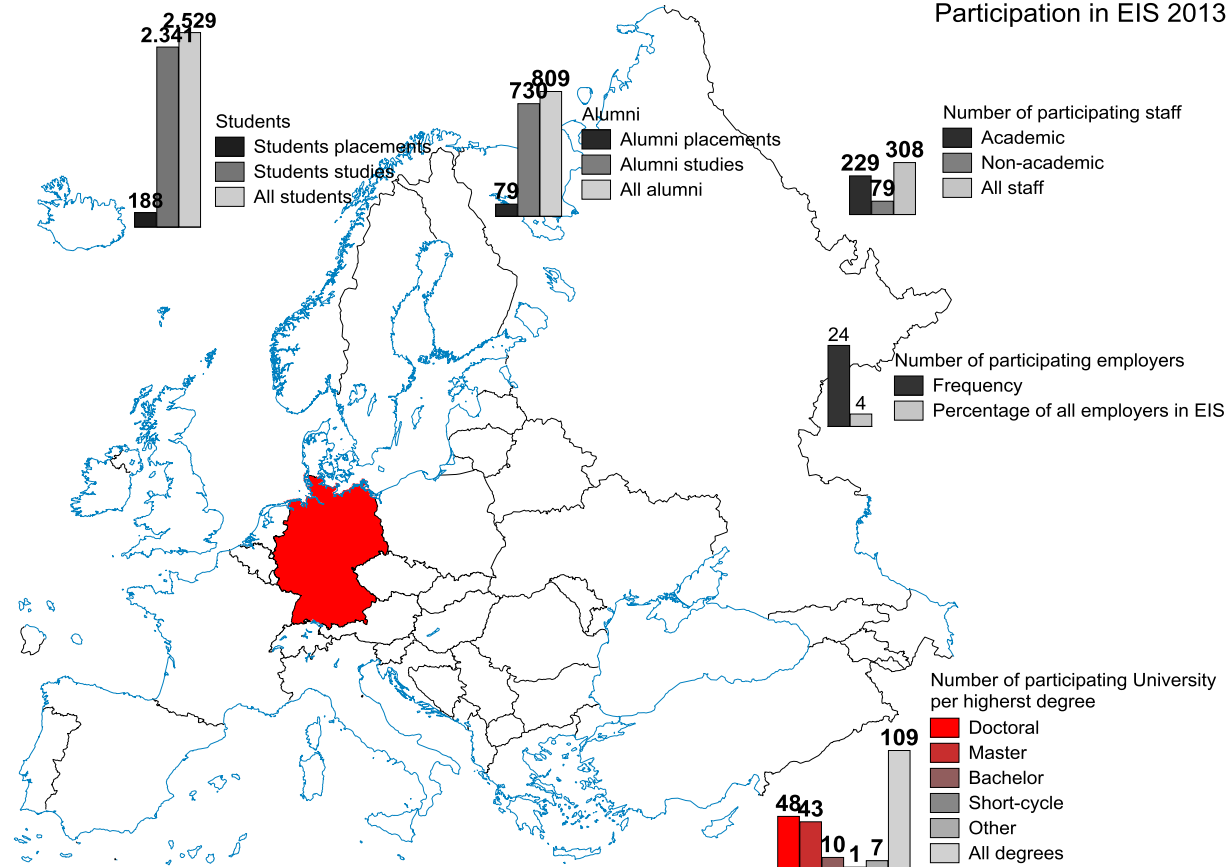 Participation in EIS 2013
2.529
2.341
188
Students
Students placements
Students studies
All students
809
730
79
Alumni
Alumni placements
Alumni studies
All alumni
229
79
308
Number of participating staff
Academic
Non-academic
All staff
24
4
Number of participating employers
Frequency
Percentage of all employers in EIS
Number of participating University
per higherst degree
Doctoral
Master
Bachelor
Short-cycle
Other
All degrees
48
43
10
1
7
109